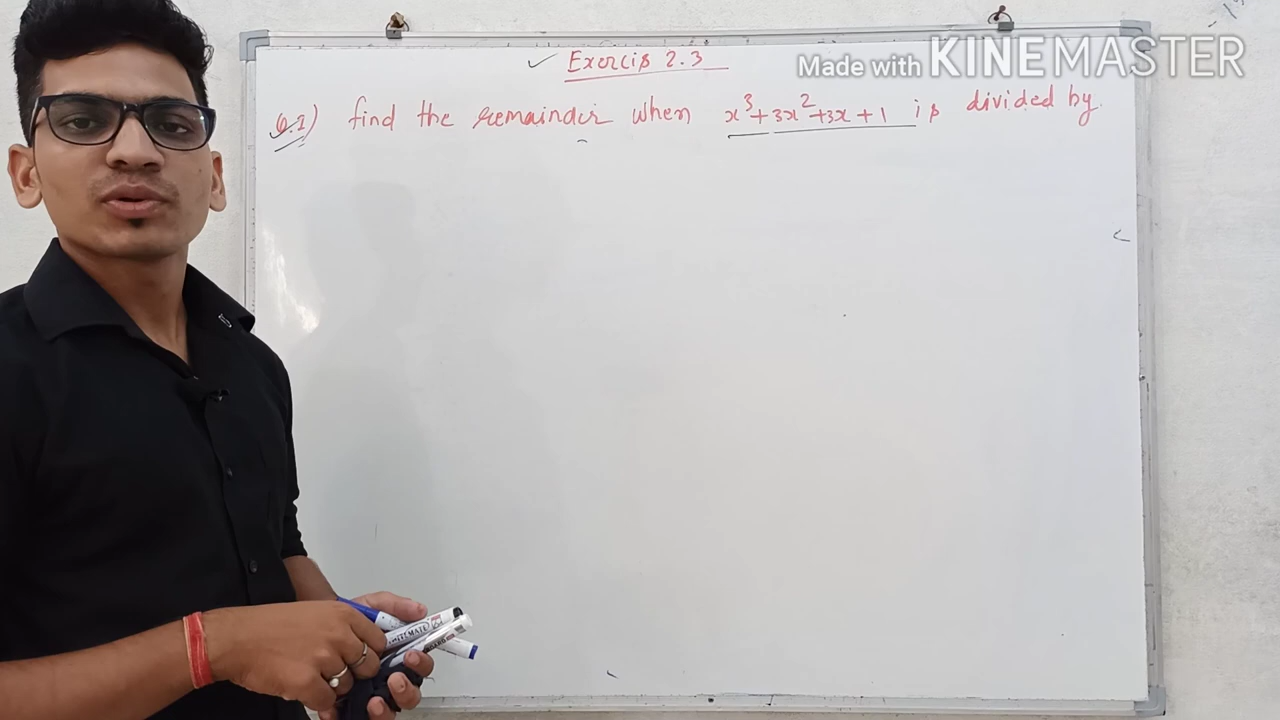 Exercis 2.3
Made with KINEMASTER
Q.1) find the remainder when x³+3x²+3x+1 is divided by